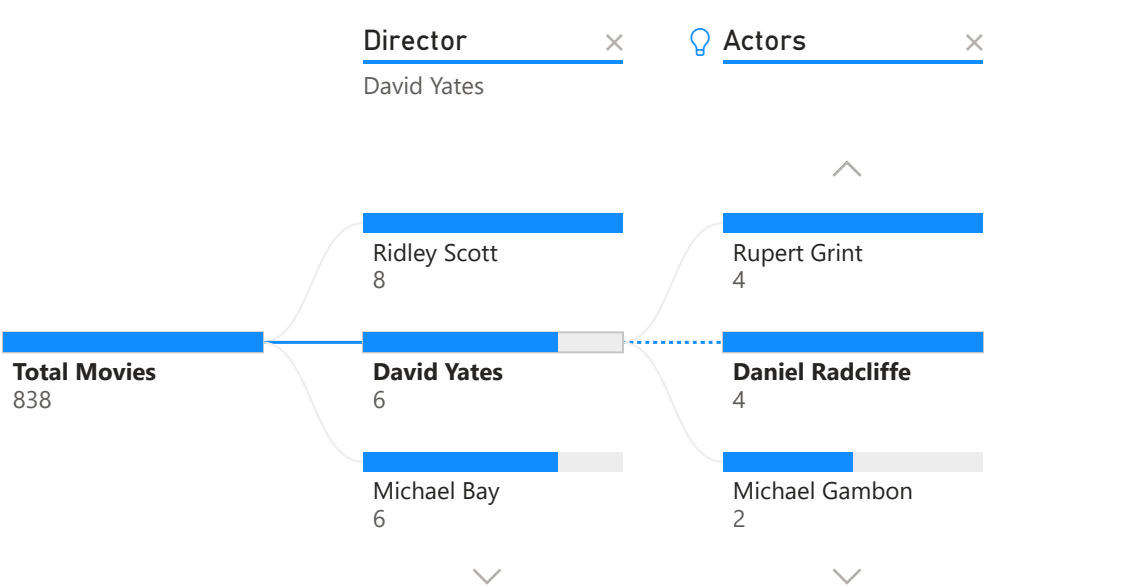 Director
Actors
David Yates
Ridley Scott
8
Rupert Grint
4
Total Movies
838
David Yates
6
Daniel Radcliffe
4
Michael Bay
6
Michael Gambon
2